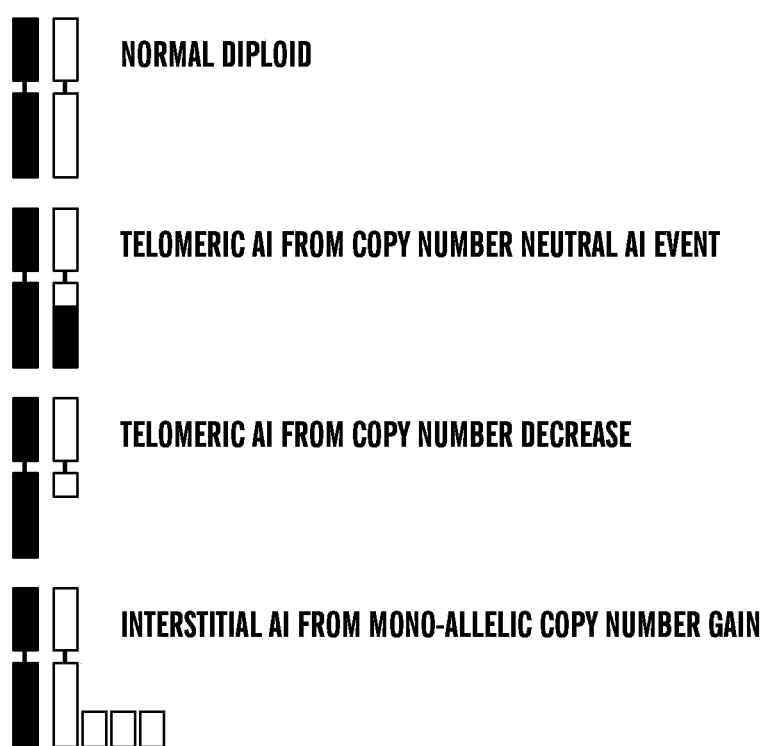 NORMAL DIPLOID
TELOMERIC AI FROM COPY NUMBER NEUTRAL AI EVENT
TELOMERIC AI FROM COPY NUMBER DECREASE
INTERSTITIAL AI FROM MONO-ALLELIC COPY NUMBER GAIN